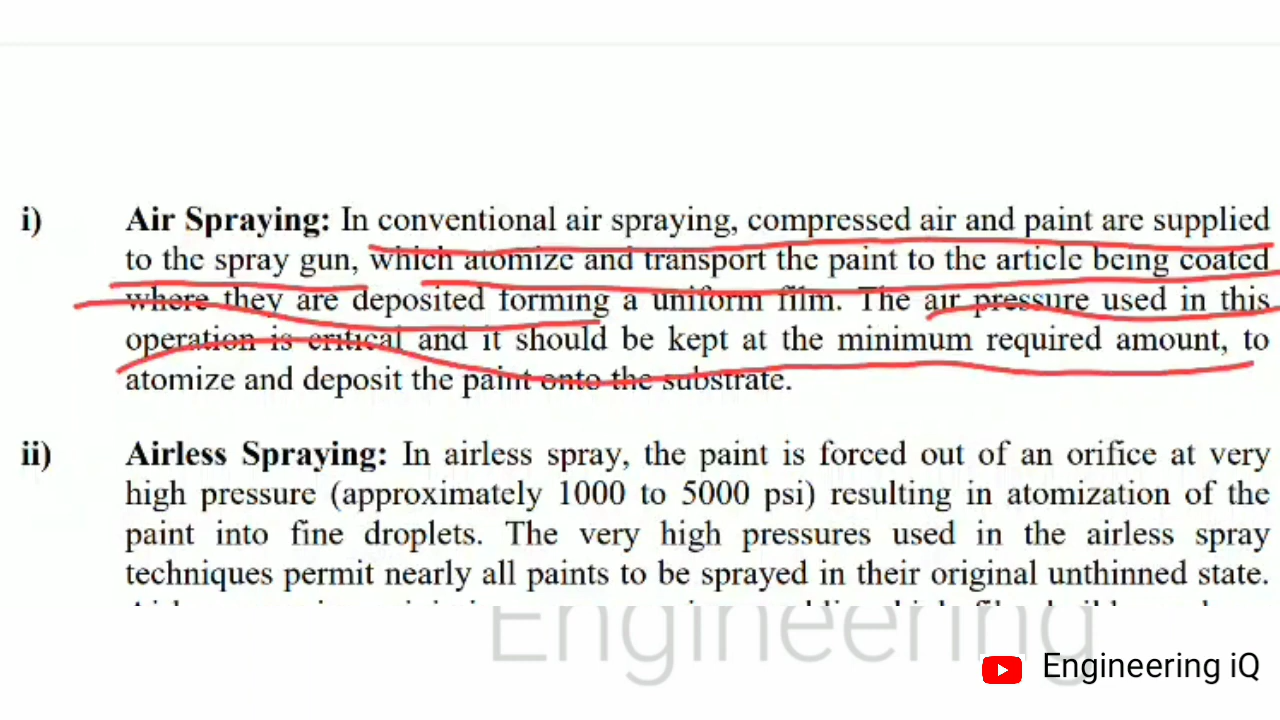 i) Air Spraying: In conventional air spraying, compressed air and paint are supplied
to the spray gun, which atomize and transport the paint to the article being coated
where they are deposited forming a uniform film. The air pressure used in this
operation is critical and it should be kept at the minimum required amount, to
atomize and deposit the paint onto the substrate.
ii) Airless Spraying: In airless spray, the paint is forced out of an orifice at very
high pressure (approximately 1000 to 5000 psi) resulting in atomization of the
paint into fine droplets. The very high pressures used in the airless spray
techniques permit nearly all paints to be sprayed in their original unthinned state.
Engineering
Engineering iQ